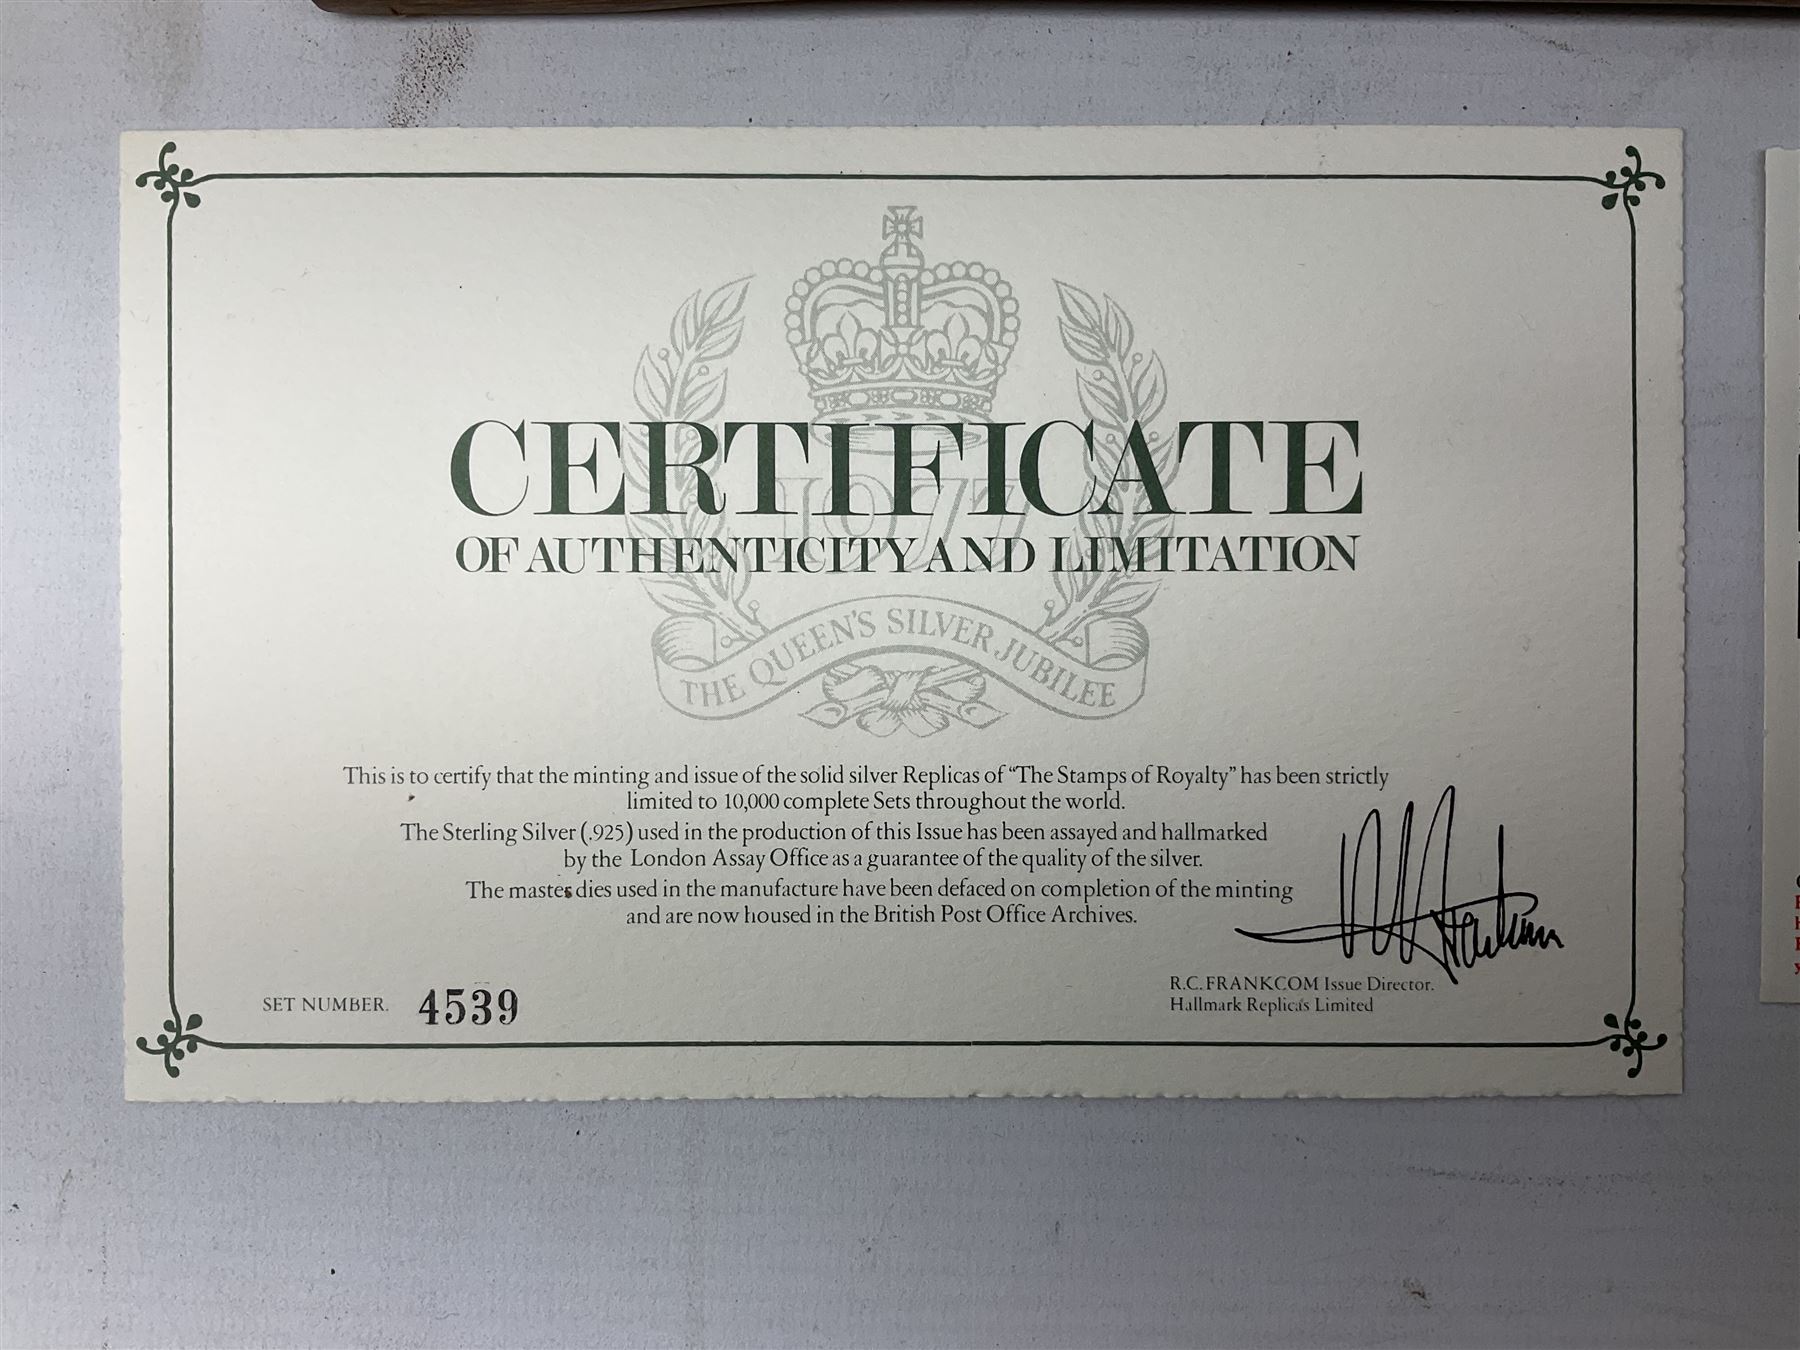 CERTIFICATE
1977
OF AUTHENTICITY AND LIMITATION
THE QUEEN'S SILVER JUBILEE
This is to certify that the minting and issue of the solid silver Replicas of "The Stamps of Royalty" has been strictly
limited to 10,000 complete Sets throughout the world.
The Sterling Silver (.925) used in the production of this Issue has been assayed and hallmarked
by the London Assay Office as a guarantee of the quality of the silver.
The master dies used in the manufacture have been defaced on completion of the minting
and are now housed in the British Post Office Archives.
R.C. FRANKCOM Issue Director.
Hallmark Replicas Limited
SET NUMBER. 4539